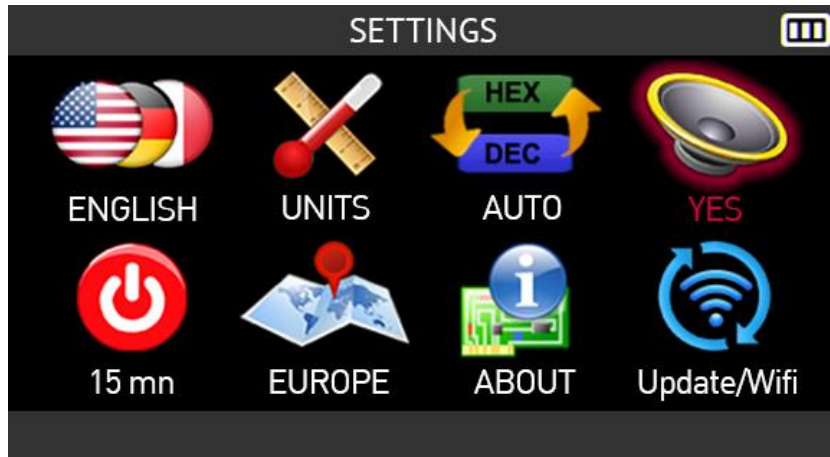 SETTINGS
HEX
DEC
ENGLISH UNITS AUTO YES
15 mn EUROPE ABOUT Update/Wifi